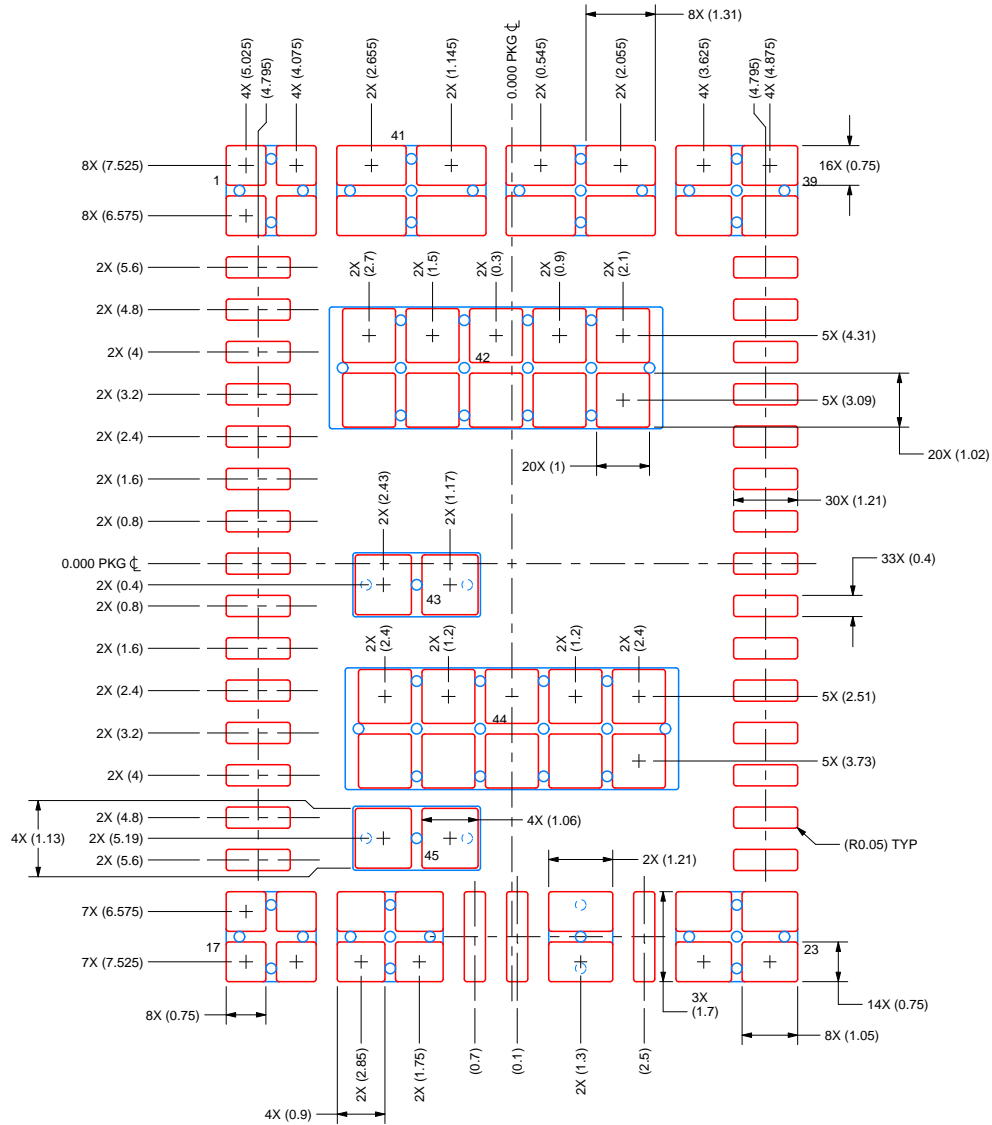 8X (1.31)
4X (5.025)
(4.795)
4X (4.075)
2X (2.655)
2X (1.145)
0.000 PKG ℄
2X (0.545)
2X (2.055)
4X (3.625)
(4.795)
4X (4.875)
41
8X (7.525)
16X (0.75)
1
39
8X (6.575)
2X (5.6)
2X
(2.7)
2X
(1.5)
2X
(0.3)
2X
(0.9)
2X
(2.1)
2X (4.8)
5X (4.31)
2X (4)
42
2X (3.2)
5X (3.09)
2X (2.4)
20X (1.02)
20X (1)
2X (1.6)
2X (2.43)
2X (1.17)
30X (1.21)
2X (0.8)
0.000 PKG ℄
33X (0.4)
2X (0.4)
43
2X (0.8)
2X (1.6)
2X
(2.4)
2X
(1.2)
2X
(1.2)
2X
(2.4)
2X (2.4)
5X (2.51)
44
2X (3.2)
5X (3.73)
2X (4)
2X (4.8)
4X (1.06)
4X (1.13)
2X (5.19)
(R0.05) TYP
45
2X (5.6)
2X (1.21)
7X (6.575)
17
23
7X (7.525)
3X
(1.7)
14X (0.75)
8X (0.75)
8X (1.05)
2X (2.85)
2X (1.75)
(0.7)
(0.1)
2X (1.3)
(2.5)
4X (0.9)